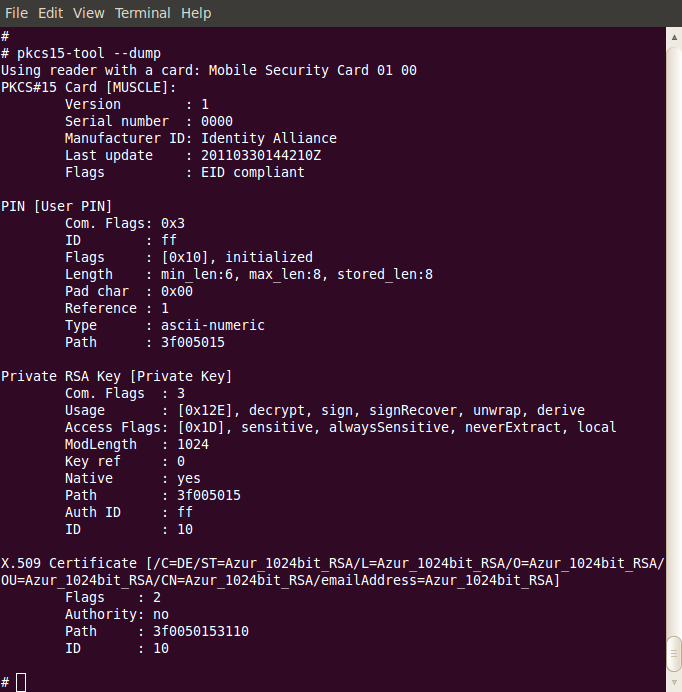 File Edit View Terminal Help
#
# pkcs15-tool --dump
Using reader with a card: Mobile Security Card 01 00
PKCS#15 Card [MUSCLE]:
        Version        : 1
        Serial number  : 0000
        Manufacturer ID: Identity Alliance
        Last update    : 20110330144210Z
        Flags          : EID compliant

PIN [User PIN]
        Com. Flags: 0x3
        ID        : ff
        Flags     : [0x10], initialized
        Length    : min_len:6, max_len:8, stored_len:8
        Pad char  : 0x00
        Reference : 1
        Type      : ascii-numeric
        Path      : 3f005015

Private RSA Key [Private Key]
        Com. Flags  : 3
        Usage       : [0x12E], decrypt, sign, signRecover, unwrap, derive
        Access Flags: [0x1D], sensitive, alwaysSensitive, neverExtract, local
        ModLength   : 1024
        Key ref     : 0
        Native      : yes
        Path        : 3f005015
        Auth ID     : ff
        ID          : 10

X.509 Certificate [/C=DE/ST=Azur_1024bit_RSA/L=Azur_1024bit_RSA/O=Azur_1024bit_RSA/
OU=Azur_1024bit_RSA/CN=Azur_1024bit_RSA/emailAddress=Azur_1024bit_RSA]
        Flags    : 2
        Authority: no
        Path     : 3f0050153110
        ID       : 10

#